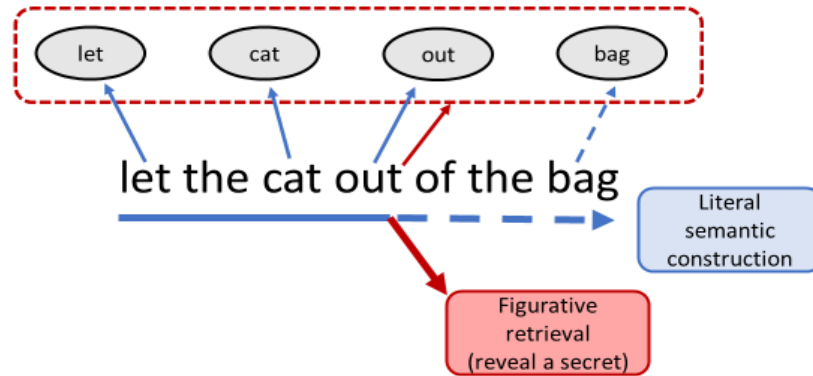 let cat out bag
let the cat out of the bag
Literal
semantic
construction
Figurative
retrieval
(reveal a secret)